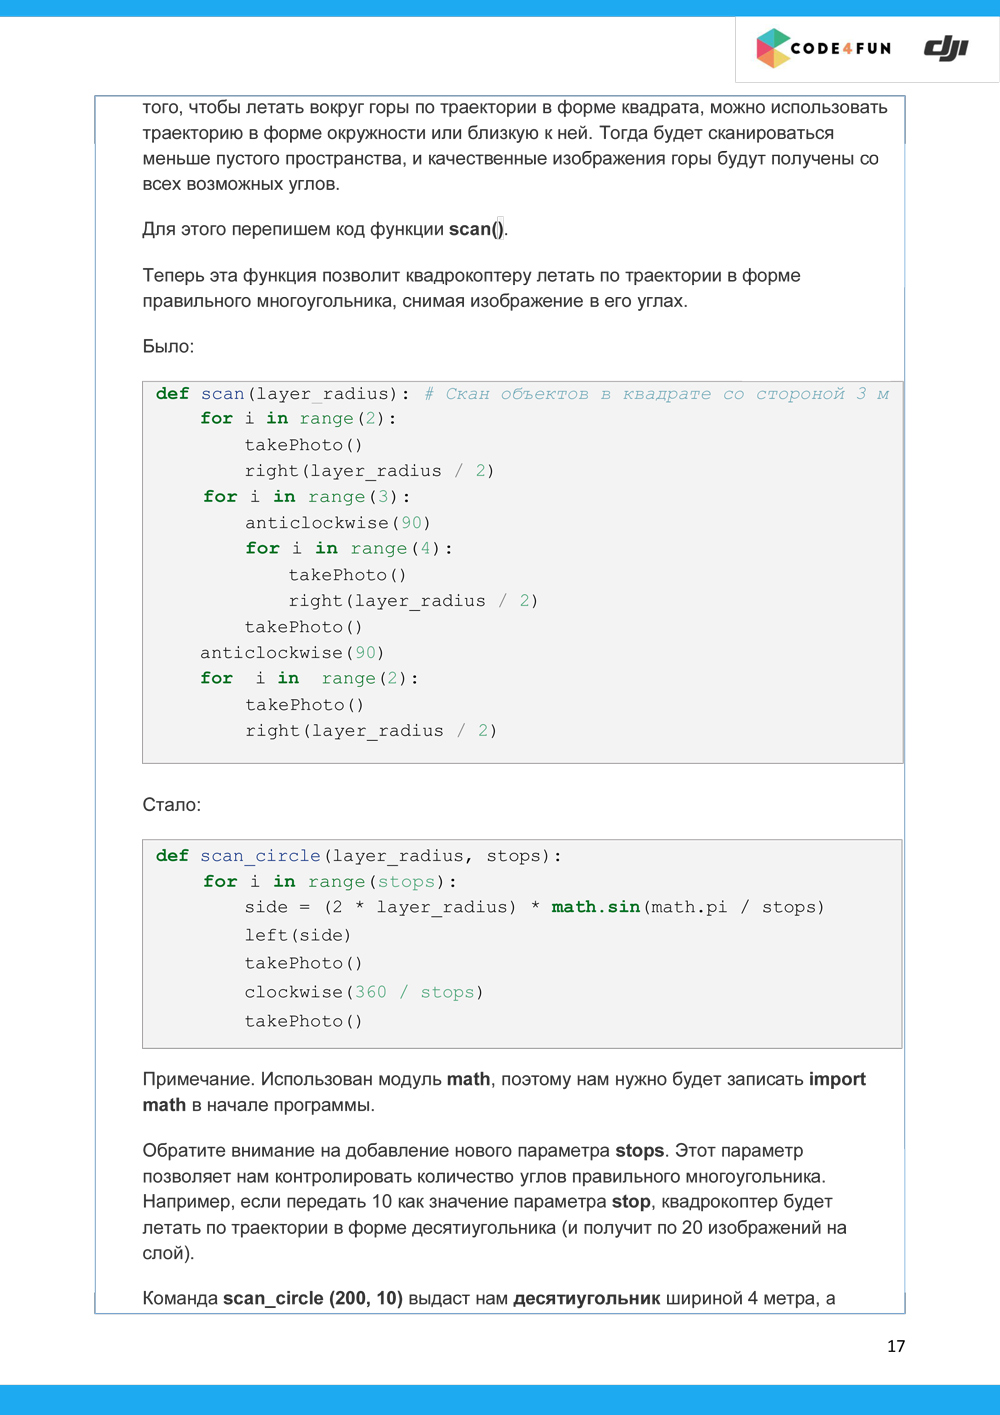 CODE4FUN dji
того, чтобы летать вокруг горы по траектории в форме квадрата, можно использовать
траекторию в форме окружности или близкую к ней. Тогда будет сканироваться
меньше пустого пространства, и качественные изображения горы будут получены со
всех возможных углов.
Для этого перепишем код функции scan().
Теперь эта функция позволит квадрокоптеру летать по траектории в форме
правильного многоугольника, снимая изображение в его углах.
Было:
def scan(layer_radius): # Скан объектов в квадрате со стороной 3 м
    for i in range(2):
        takePhoto()
        right(layer_radius / 2)
    for i in range(3):
        anticlockwise(90)
        for i in range(4):
            takePhoto()
            right(layer_radius / 2)
        takePhoto()
    anticlockwise(90)
    for  i in  range(2):
        takePhoto()
        right(layer_radius / 2)
Стало:
def scan_circle(layer_radius, stops):
    for i in range(stops):
        side = (2 * layer_radius) * math.sin(math.pi / stops)
        left(side)
        takePhoto()
        clockwise(360 / stops)
        takePhoto()
Примечание. Использован модуль math, поэтому нам нужно будет записать import
math в начале программы.
Обратите внимание на добавление нового параметра stops. Этот параметр
позволяет нам контролировать количество углов правильного многоугольника.
Например, если передать 10 как значение параметра stop, квадрокоптер будет
летать по траектории в форме десятиугольника (и получит по 20 изображений на
слой).
Команда scan_circle (200, 10) выдаст нам десятиугольник шириной 4 метра, а
17